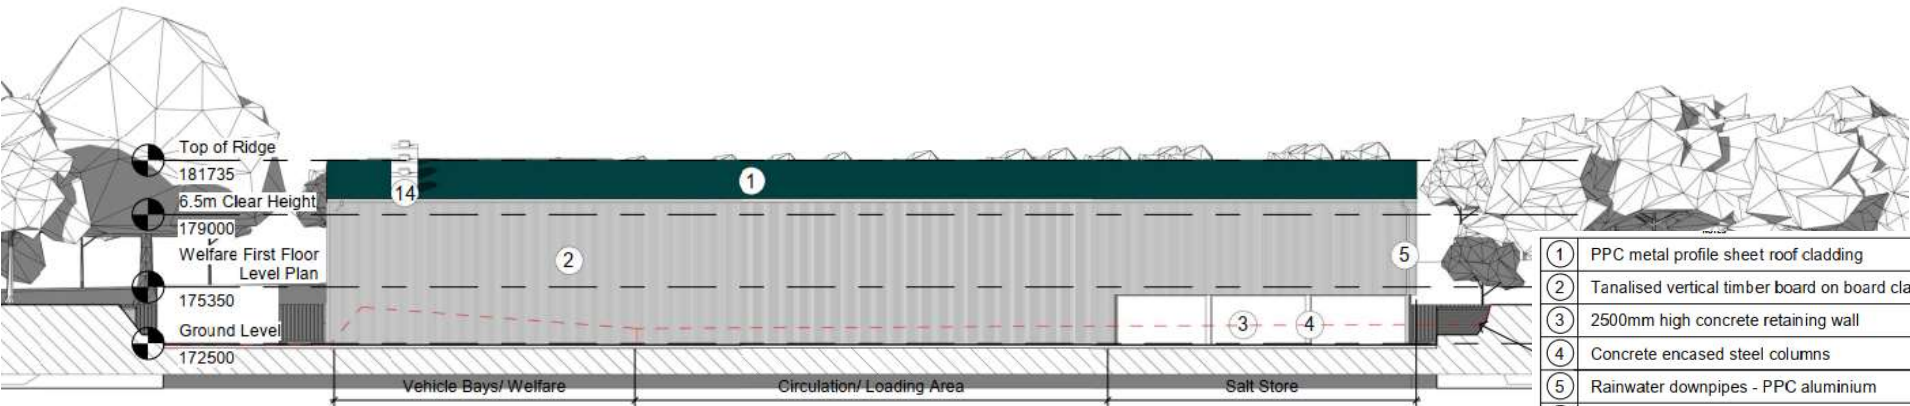 Top of Ridge
181735
6.5m Clear Height
179000
Welfare First Floor
Level Plan
175350
Ground Level
172500
14
1
2
5
3
4
Vehicle Bays/ Welfare
Circulation/ Loading Area
Salt Store
1 PPC metal profile sheet roof cladding
2 Tanalised vertical timber board on board cla
3 2500mm high concrete retaining wall
4 Concrete encased steel columns
5 Rainwater downpipes - PPC aluminium